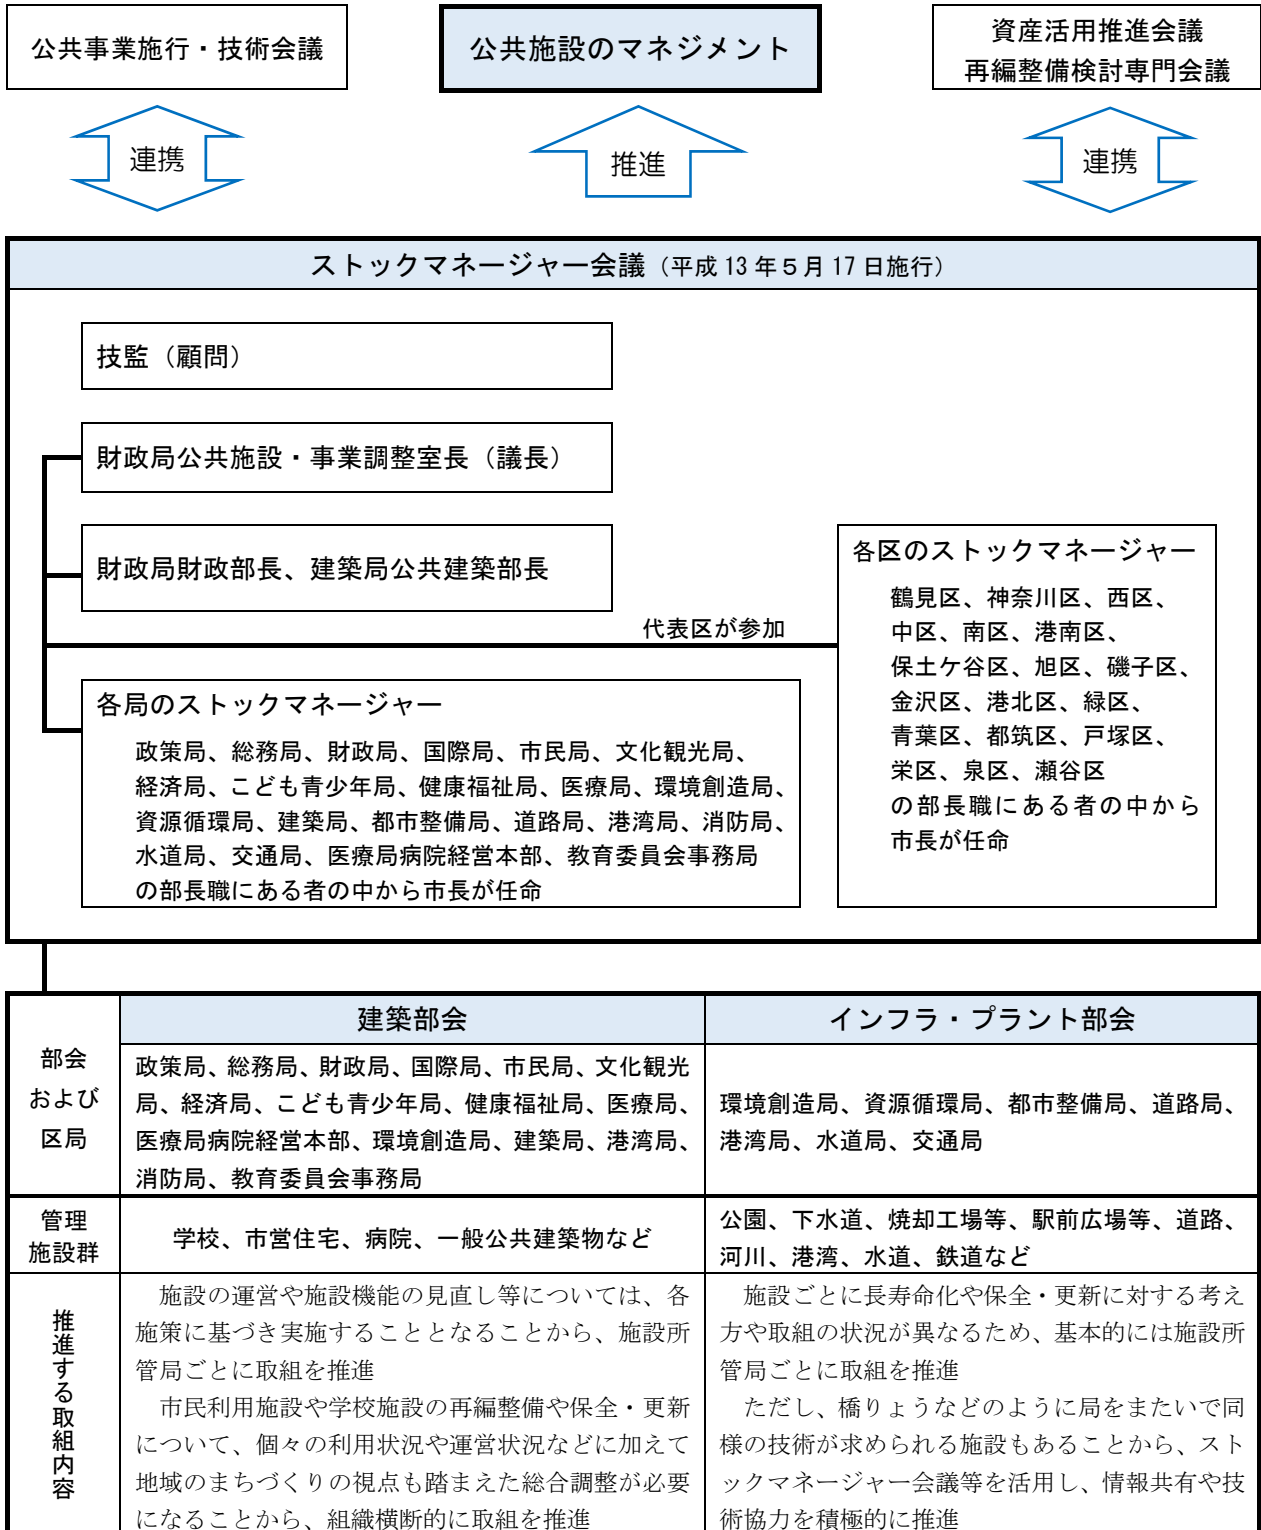 公共事業施行・技術会議
公共施設のマネジメント
資産活用推進会議
再編整備検討専門会議
連携
推進
連携
ストックマネージャー会議（平成 13 年５月 17 日施行）
技監（顧問）
財政局公共施設・事業調整室長（議長）
財政局財政部長、建築局公共建築部長
代表区が参加
各区のストックマネージャー
鶴見区、神奈川区、西区、
中区、南区、港南区、
保土ケ谷区、旭区、磯子区、
金沢区、港北区、緑区、
青葉区、都筑区、戸塚区、
栄区、泉区、瀬谷区
の部長職にある者の中から
市長が任命
各局のストックマネージャー
政策局、総務局、財政局、国際局、市民局、文化観光局、
経済局、こども青少年局、健康福祉局、医療局、環境創造局、
資源循環局、建築局、都市整備局、道路局、港湾局、消防局、
水道局、交通局、医療局病院経営本部、教育委員会事務局
の部長職にある者の中から市長が任命
部会
および
区局
建築部会
政策局、総務局、財政局、国際局、市民局、文化観光
局、経済局、こども青少年局、健康福祉局、医療局、
医療局病院経営本部、環境創造局、建築局、港湾局、
消防局、教育委員会事務局
インフラ・プラント部会
環境創造局、資源循環局、都市整備局、道路局、
港湾局、水道局、交通局
管理
施設群
学校、市営住宅、病院、一般公共建築物など
公園、下水道、焼却工場等、駅前広場等、道路、
河川、港湾、水道、鉄道など
推進する取組内容
施設の運営や施設機能の見直し等については、各
施策に基づき実施することとなることから、施設所
管局ごとに取組を推進
市民利用施設や学校施設の再編整備や保全・更新
について、個々の利用状況や運営状況などに加えて
地域のまちづくりの視点も踏まえた総合調整が必要
になることから、組織横断的に取組を推進
施設ごとに長寿命化や保全・更新に対する考え
方や取組の状況が異なるため、基本的には施設所
管局ごとに取組を推進
ただし、橋りょうなどのように局をまたいで同
様の技術が求められる施設もあることから、スト
ックマネージャー会議等を活用し、情報共有や技
術協力を積極的に推進